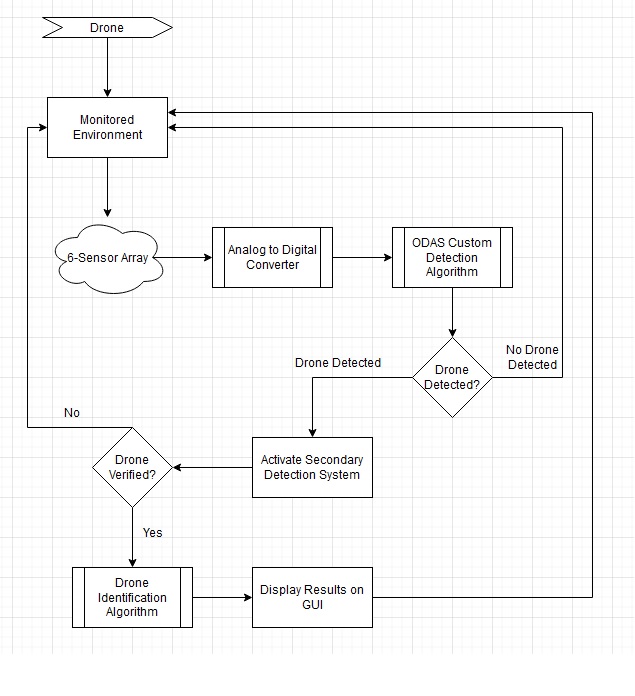 Drone
Monitored
Environment
6-Sensor Array
Analog to Digital
Converter
ODAS Custom
Detection
Algorithm
Drone
Detected?
No Drone
Detected
Drone Detected
Activate Secondary
Detection System
Drone
Verified?
No
Yes
Drone
Identification
Algorithm
Display Results on
GUI